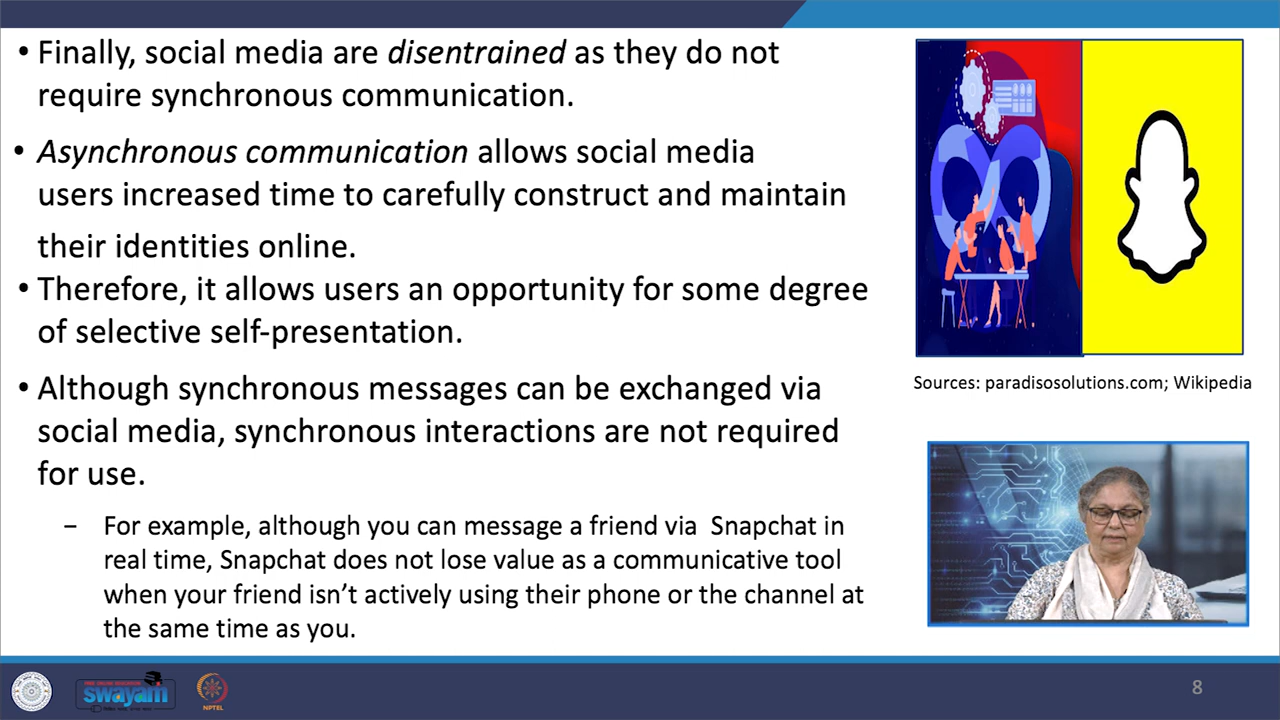 • Finally, social media are disentrained as they do not
require synchronous communication.
• Asynchronous communication allows social media
users increased time to carefully construct and maintain
their identities online.
• Therefore, it allows users an opportunity for some degree
of selective self-presentation.
• Although synchronous messages can be exchanged via
social media, synchronous interactions are not required
for use.
– For example, although you can message a friend via Snapchat in
real time, Snapchat does not lose value as a communicative tool
when your friend isn’t actively using their phone or the channel at
the same time as you.
Sources: paradisosolutions.com; Wikipedia
FREE ONLINE EDUCATION
swayam
NPTEL
8